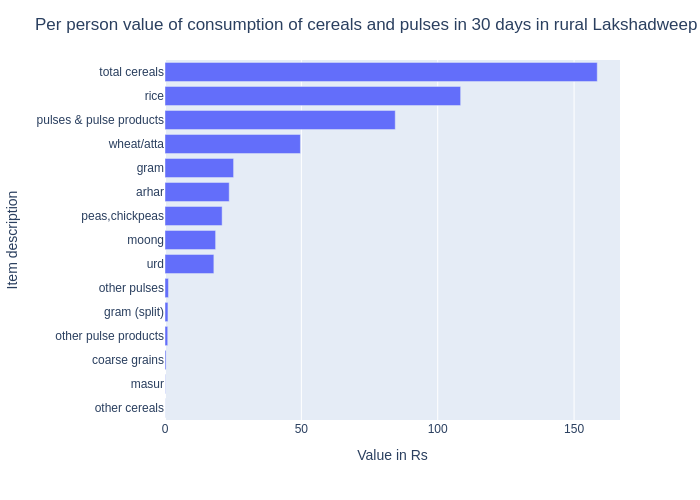 Per person value of consumption of cereals and pulses in 30 days in rural Lakshadweep
total cereals
rice
pulses & pulse products
wheat/atta
gram
arhar
peas,chickpeas
moong
urd
other pulses
gram (split)
other pulse products
coarse grains
masur
other cereals
Item description
0
50
100
150
Value in Rs